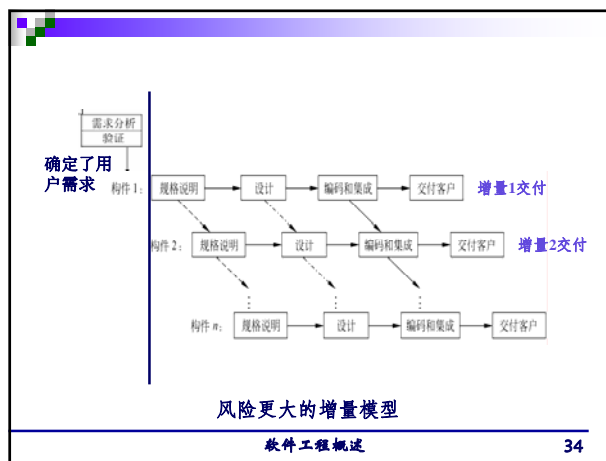 需求分析
验证
确定了用
户需求
构件 1: 规格说明 设计 编码和集成 交付客户 增量1交付
构件 2: 规格说明 设计 编码和集成 交付客户 增量2交付
构件 n: 规格说明 设计 编码和集成 交付客户
风险更大的增量模型
软件工程概述 34